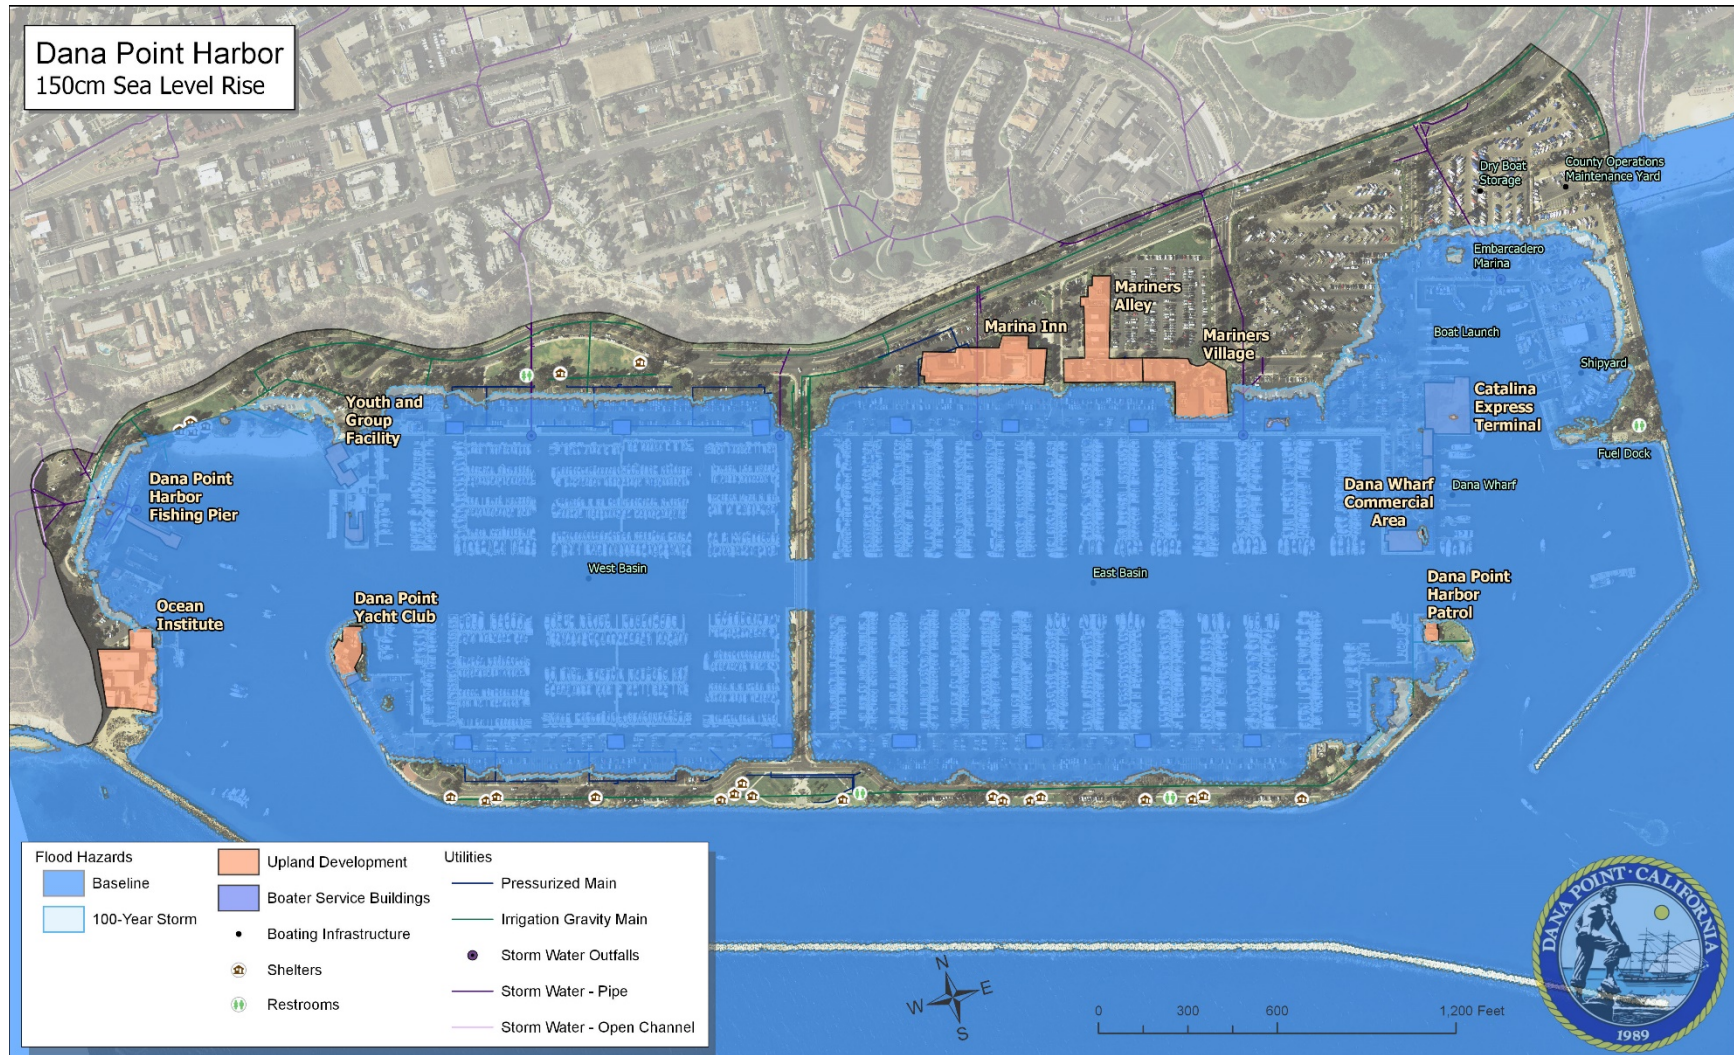 Dana Point Harbor
150cm Sea Level Rise
Dry Boat
Storage
County Operations
Maintenance Yard
Embarcadero
Marina
Mariners
Alley
Marina Inn
Mariners
Village
Boat Launch
Shipyard
Catalina
Express
Terminal
Youth and
Group
Facility
Fuel Dock
Dana Point
Harbor
Fishing Pier
Dana Wharf
Commercial
Area
Dana Wharf
West Basin
East Basin
Dana Point
Harbor
Patrol
Ocean
Institute
Dana Point
Yacht Club
Flood Hazards
Baseline
100-Year Storm
Upland Development
Boater Service Buildings
Boating Infrastructure
Shelters
Restrooms
Utilities
Pressurized Main
Irrigation Gravity Main
Storm Water Outfalls
Storm Water - Pipe
Storm Water - Open Channel
N
W
E
S
0 300 600 1,200 Feet
DANA POINT · CALIFORNIA
1989